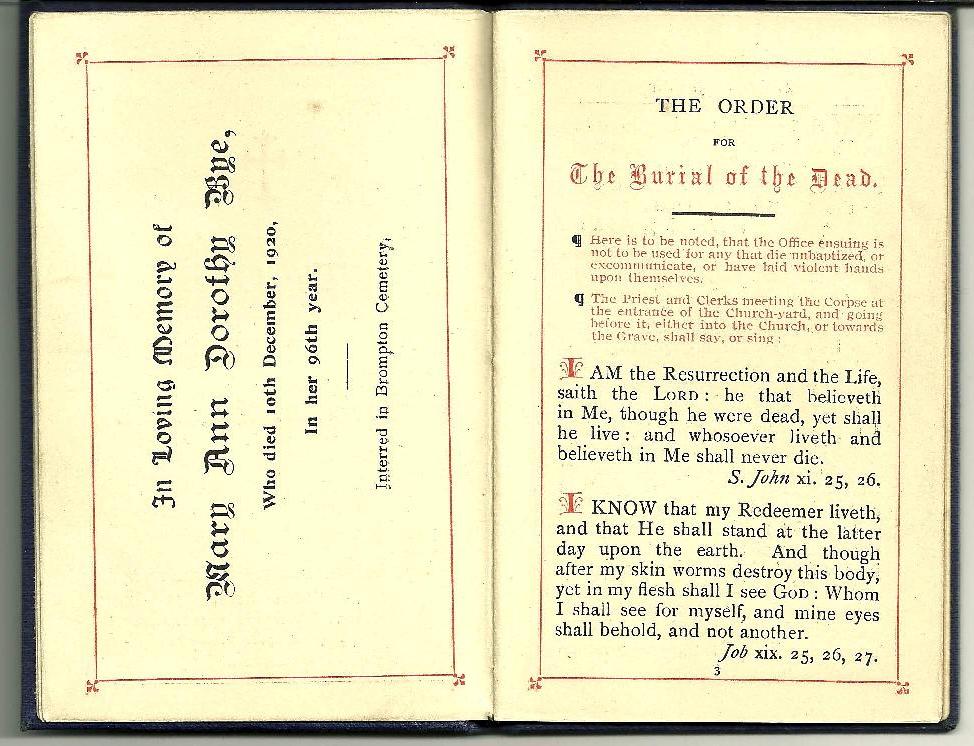 In Loving Memory of
Mary Ann Dorothy Bye,
Who died 10th December, 1920,
In her 96th year.
Interred in Brompton Cemetery,
THE ORDER
FOR
The Burial of the Dead.
¶ Here is to be noted, that the Office ensuing is
not to be used for any that die unbaptized, or
excommunicate, or have laid violent hands
upon themselves.
¶ The Priest and Clerks meeting the Corpse at
the entrance of the Church-yard, and going
before it, either into the Church, or towards
the Grave, shall say, or sing :
I AM the Resurrection and the Life,
saith the LORD : he that believeth
in Me, though he were dead, yet shall
he live : and whosoever liveth and
believeth in Me shall never die.
S. John xi. 25, 26.
I KNOW that my Redeemer liveth,
and that He shall stand at the latter
day upon the earth. And though
after my skin worms destroy this body,
yet in my flesh shall I see GOD : Whom
I shall see for myself, and mine eyes
shall behold, and not another.
Job xix. 25, 26, 27.
3